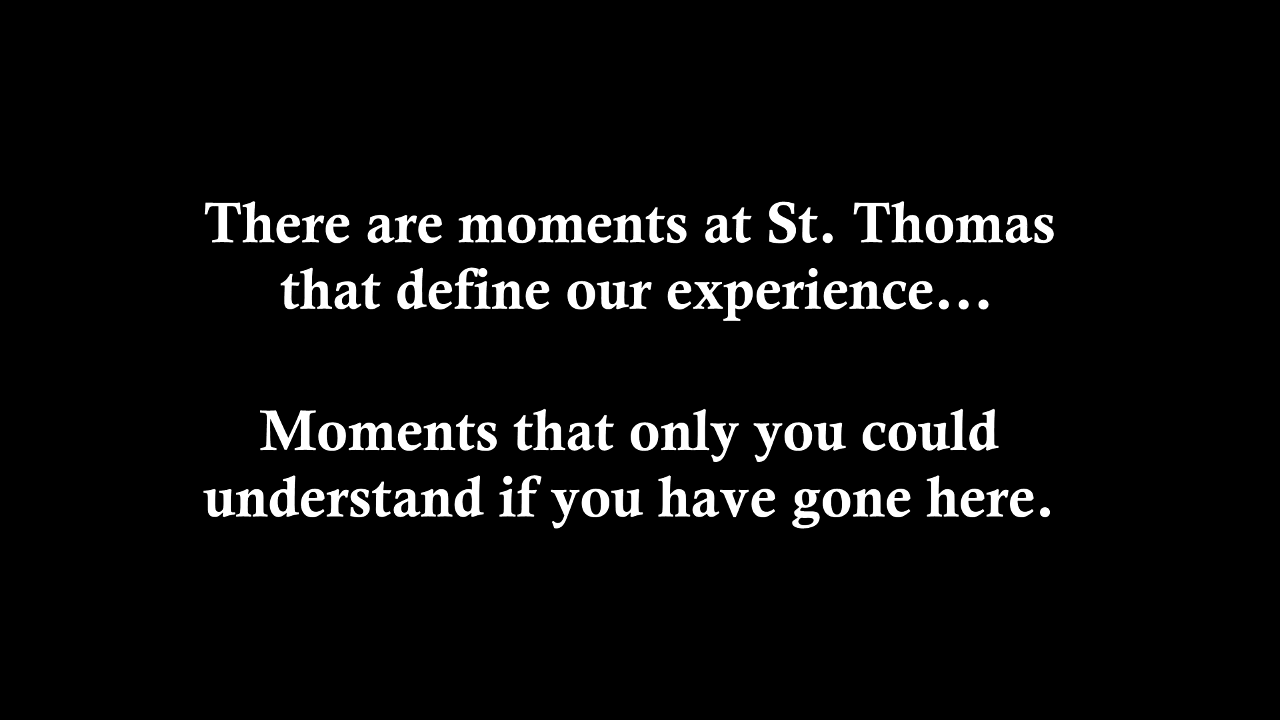 There are moments at St. Thomas
that define our experience…
Moments that only you could
understand if you have gone here.